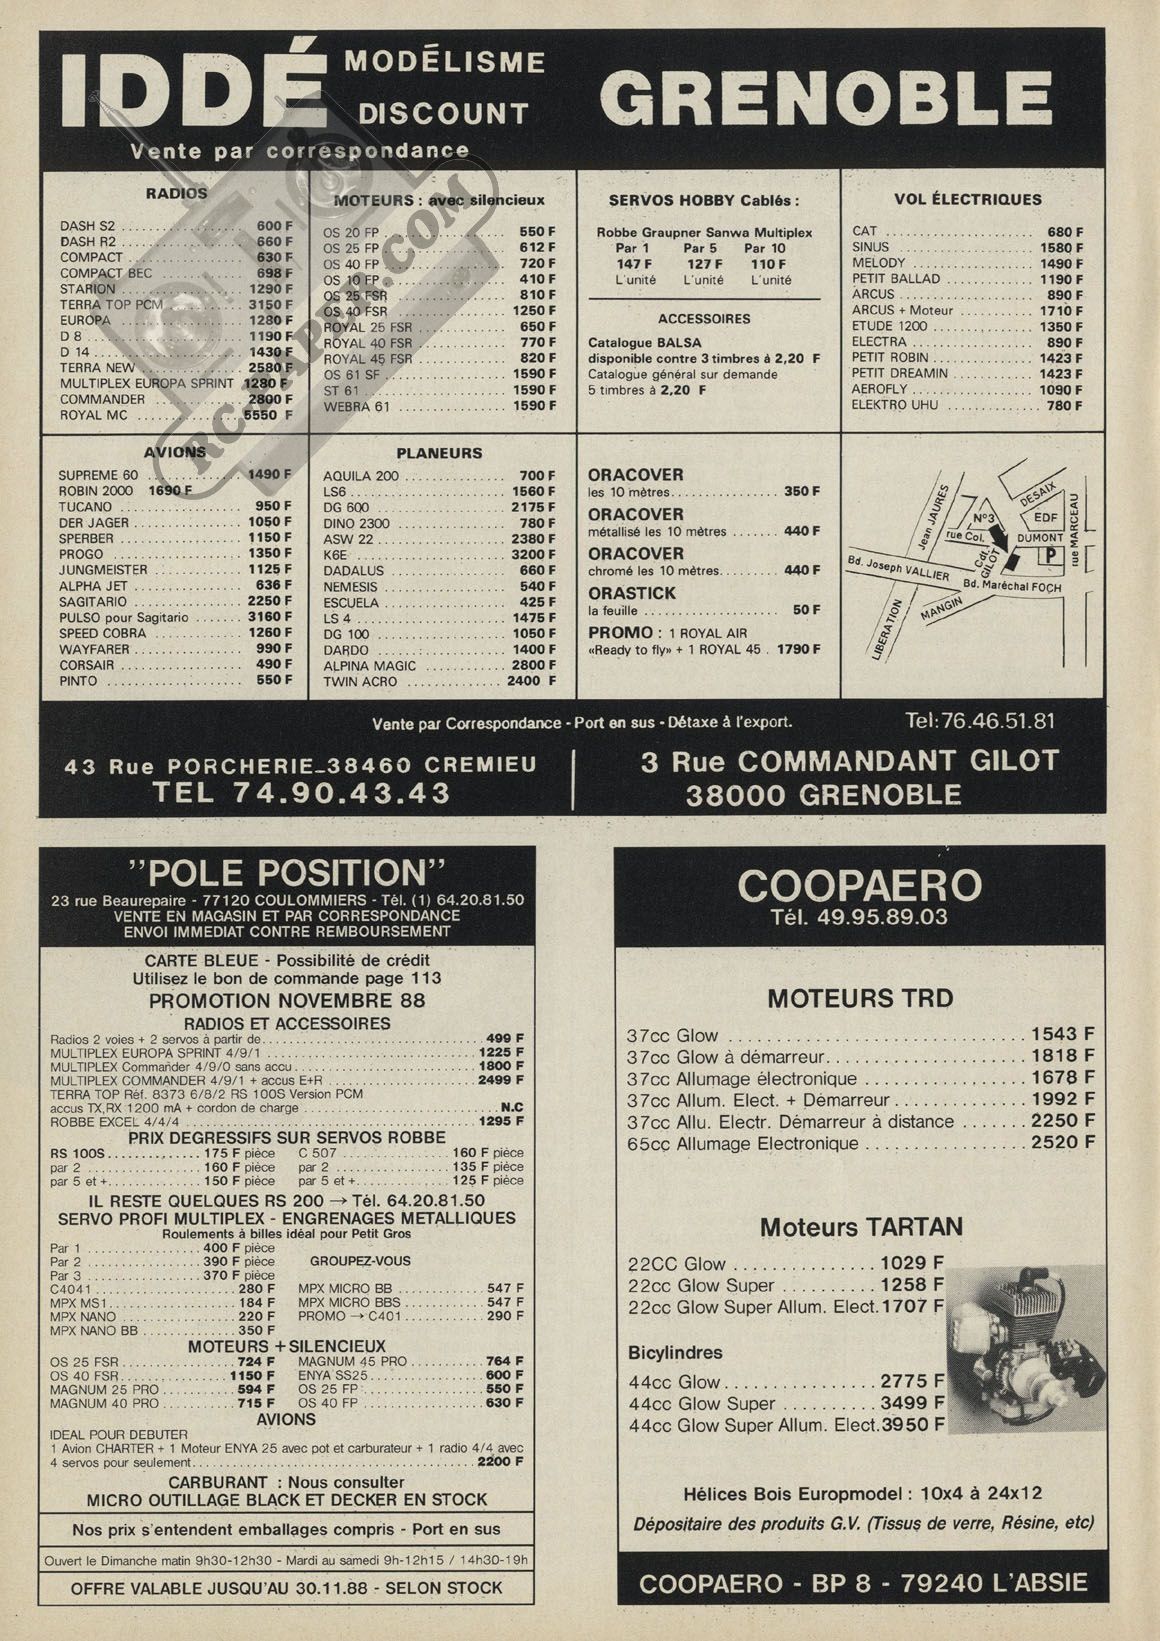 IDDÉ MODÉLISME DISCOUNT GRENOBLE
Vente par correspondance
RADIOS
DASH S2 600 F
DASH R2 660 F
COMPACT 630 F
COMPACT BEC 698 F
STARION 1290 F
TERRA TOP PCM 3150 F
EUROPA 1280 F
D 8 1190 F
D 14 1430 F
TERRA NEW 2580 F
MULTIPLEX EUROPA SPRINT 1280 F
COMMANDER 2800 F
ROYAL MC 5550 F
MOTEURS : avec silencieux
OS 20 FP 550 F
OS 25 FP 612 F
OS 40 FP 720 F
OS 10 FP 410 F
OS 25 FSR 810 F
OS 40 FSR 1250 F
ROYAL 25 FSR 650 F
ROYAL 40 FSR 770 F
ROYAL 45 FSR 820 F
OS 61 SF 1590 F
ST 61 1590 F
WEBRA 61 1590 F
SERVOS HOBBY Cablés :
Robbe Graupner Sanwa Multiplex
Par 1 Par 5 Par 10
147 F 127 F 110 F
L'unité L'unité L'unité
ACCESSOIRES
Catalogue BALSA
disponible contre 3 timbres à 2,20 F
Catalogue général sur demande
5 timbres à 2,20 F
VOL ÉLECTRIQUES
CAT 680 F
SINUS 1580 F
MELODY 1490 F
PETIT BALLAD 1190 F
ARCUS 890 F
ARCUS + Moteur 1710 F
ETUDE 1200 1350 F
ELECTRA 890 F
PETIT ROBIN 1423 F
PETIT DREAMIN 1423 F
AEROFLY 1090 F
ELEKTRO UHU 780 F
RC-PAPER.COM
AVIONS
SUPREME 60 1490 F
ROBIN 2000 1690 F
TUCANO 950 F
DER JAGER 1050 F
SPERBER 1150 F
PROGO 1350 F
JUNGMEISTER 1125 F
ALPHA JET 636 F
SAGITARIO 2250 F
PULSO pour Sagitario 3160 F
SPEED COBRA 1260 F
WAYFARER 990 F
CORSAIR 490 F
PINTO 550 F
PLANEURS
AQUILA 200 700 F
LS6 1560 F
DG 600 2175 F
DINO 2300 780 F
ASW 22 2380 F
K6E 3200 F
DADALUS 660 F
NEMESIS 540 F
ESCUELA 425 F
LS 4 1475 F
DG 100 1050 F
DARDO 1400 F
ALPINA MAGIC 2800 F
TWIN ACRO 2400 F
ORACOVER
les 10 mètres 350 F
ORACOVER
métallisé les 10 mètres 440 F
ORACOVER
chromé les 10 mètres 440 F
ORASTICK
la feuille 50 F
PROMO : 1 ROYAL AIR
«Ready to fly» + 1 ROYAL 45 . 1790 F
Jean JAURES
DESAIX
N°3
EDF
rue Col.
DUMONT
rue MARCEAU
Cdt. GILOT
P
Bd. Joseph VALLIER
Bd. Maréchal FOCH
MANGIN
LIBERATION
Vente par Correspondance - Port en sus - Détaxe à l'export. Tel: 76.46.51.81
43 Rue PORCHERIE_38460 CREMIEU
TEL 74.90.43.43
3 Rue COMMANDANT GILOT
38000 GRENOBLE
"POLE POSITION"
23 rue Beaurepaire - 77120 COULOMMIERS - Tél. (1) 64.20.81.50
VENTE EN MAGASIN ET PAR CORRESPONDANCE
ENVOI IMMEDIAT CONTRE REMBOURSEMENT
CARTE BLEUE - Possibilité de crédit
Utilisez le bon de commande page 113
PROMOTION NOVEMBRE 88
RADIOS ET ACCESSOIRES
Radios 2 voies + 2 servos à partir de 499 F
MULTIPLEX EUROPA SPRINT 4/9/1 1225 F
MULTIPLEX Commander 4/9/0 sans accu 1800 F
MULTIPLEX COMMANDER 4/9/1 + accus E+R 2499 F
TERRA TOP Réf. 8373 6/8/2 RS 100S Version PCM
accus TX,RX 1200 mA + cordon de charge N.C
ROBBE EXCEL 4/4/4 1295 F
PRIX DEGRESSIFS SUR SERVOS ROBBE
RS 100S 175 F pièce C 507 160 F pièce
par 2 160 F pièce par 2 135 F pièce
par 5 et + 150 F pièce par 5 et + 125 F pièce
IL RESTE QUELQUES RS 200 → Tél. 64.20.81.50
SERVO PROFI MULTIPLEX - ENGRENAGES METALLIQUES
Roulements à billes idéal pour Petit Gros
Par 1 400 F pièce
Par 2 390 F pièce GROUPEZ-VOUS
Par 3 370 F pièce
C4041 280 F MPX MICRO BB 547 F
MPX MS1 184 F MPX MICRO BBS 547 F
MPX NANO 220 F PROMO → C401 290 F
MPX NANO BB 350 F
MOTEURS + SILENCIEUX
OS 25 FSR 724 F MAGNUM 45 PRO 764 F
OS 40 FSR 1150 F ENYA SS25 600 F
MAGNUM 25 PRO 594 F OS 25 FP 550 F
MAGNUM 40 PRO 715 F OS 40 FP 630 F
AVIONS
IDEAL POUR DEBUTER
1 Avion CHARTER + 1 Moteur ENYA 25 avec pot et carburateur + 1 radio 4/4 avec
4 servos pour seulement 2200 F
CARBURANT : Nous consulter
MICRO OUTILLAGE BLACK ET DECKER EN STOCK
Nos prix s'entendent emballages compris - Port en sus
Ouvert le Dimanche matin 9h30-12h30 - Mardi au samedi 9h-12h15 / 14h30-19h
OFFRE VALABLE JUSQU'AU 30.11.88 - SELON STOCK
COOPAERO
Tél. 49.95.89.03
MOTEURS TRD
37cc Glow 1543 F
37cc Glow à démarreur 1818 F
37cc Allumage électronique 1678 F
37cc Allum. Elect. + Démarreur 1992 F
37cc Allu. Electr. Démarreur à distance 2250 F
65cc Allumage Electronique 2520 F
Moteurs TARTAN
22CC Glow 1029 F
22cc Glow Super 1258 F
22cc Glow Super Allum. Elect. 1707 F
Bicylindres
44cc Glow 2775 F
44cc Glow Super 3499 F
44cc Glow Super Allum. Elect. 3950 F
Hélices Bois Europmodel : 10x4 à 24x12
Dépositaire des produits G.V. (Tissus de verre, Résine, etc)
COOPAERO - BP 8 - 79240 L'ABSIE